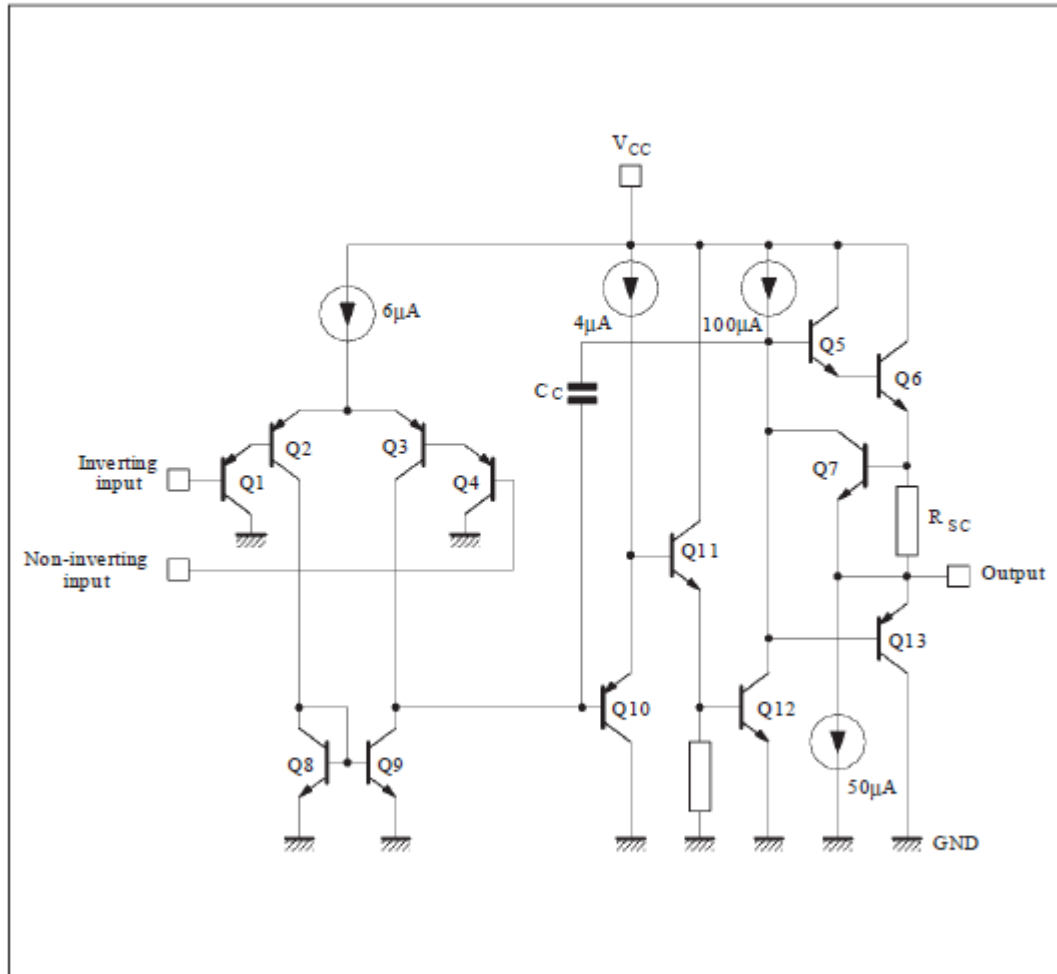 VCC
6μA
4μA
100μA
Q5
Q6
CC
Q2
Q3
Q7
Inverting
input
Q1
Q4
RSC
Q11
Non-inverting
input
Output
Q13
Q10
Q12
Q8
Q9
50μA
GND